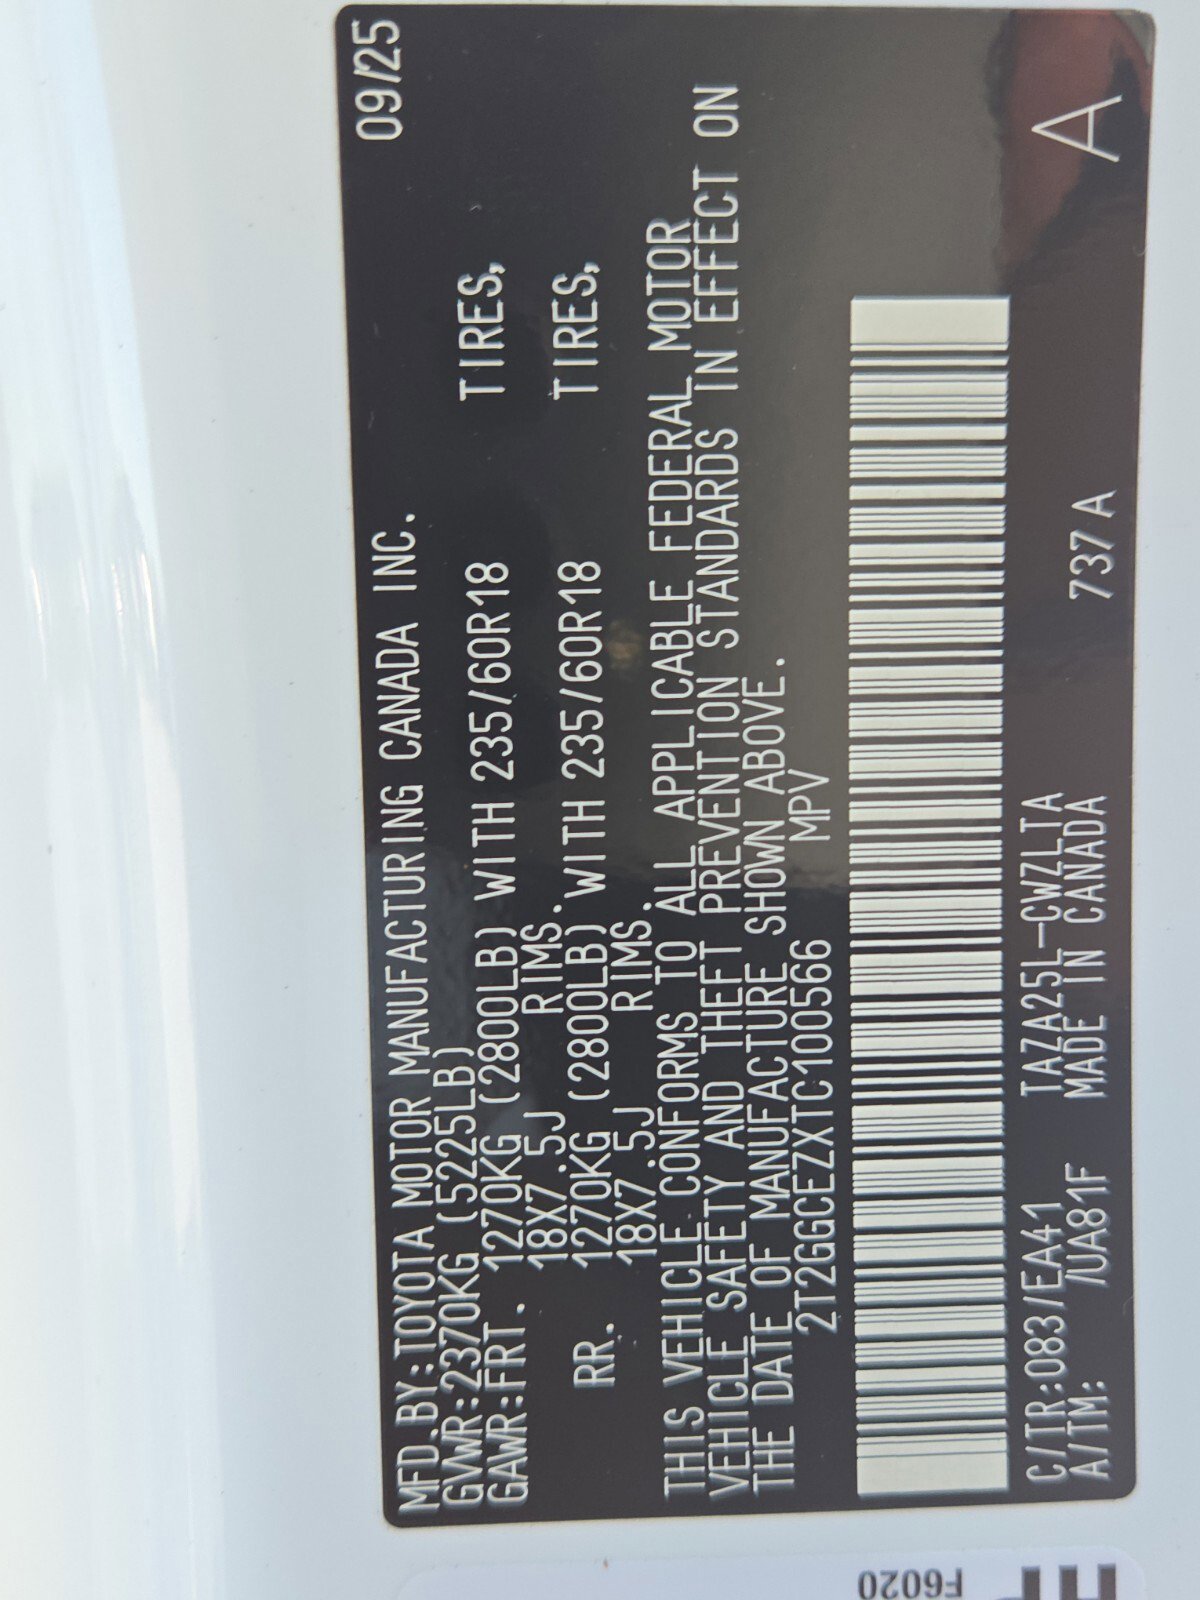 MFD.BY:TOYOTA MOTOR MANUFACTURING CANADA INC. 09/25
GVWR:2370KG(5225LB)
GAWR:FRT. 1270KG (2800LB) WITH 235/60R18 TIRES,
18X7.5J RIMS.
RR. 1270KG (2800LB) WITH 235/60R18 TIRES,
18X7.5J RIMS.
THIS VEHICLE CONFORMS TO ALL APPLICABLE FEDERAL MOTOR
VEHICLE SAFETY AND THEFT PREVENTION STANDARDS IN EFFECT ON
THE DATE OF MANUFACTURE SHOWN ABOVE.
2T2GGCEZXTC100566 MPV
C/TR:083/EA41 TAZA25L-CWZLTA
A/TM: /UA81F MADE IN CANADA 737A A
F6020